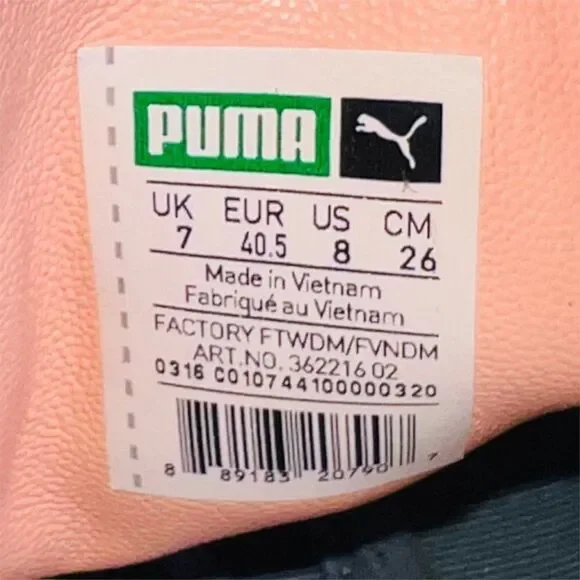 PUMA
UK EUR US CM
7 40.5 8 26
Made in Vietnam
Fabriqué au Vietnam
FACTORY FTWDM/FVNDM
ART.NO. 362216 02
0316 C010744100000320
8 89183 20790 7